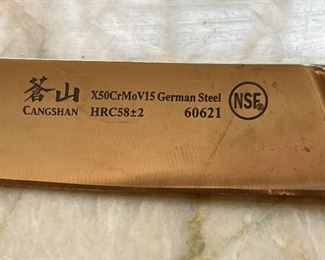 蒼山 X50CrMoV15 German Steel
CANGSHAN HRC58±2 60621
NSF®